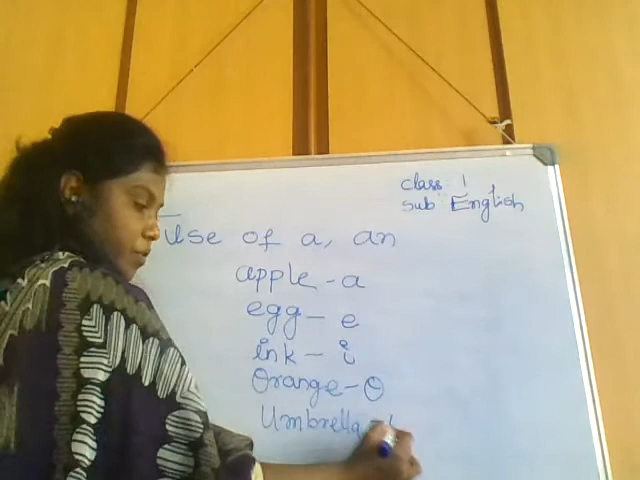 class 1
sub English
Use of a, an
apple - a
egg - e
ink - i
Orange - O
Umbrella -